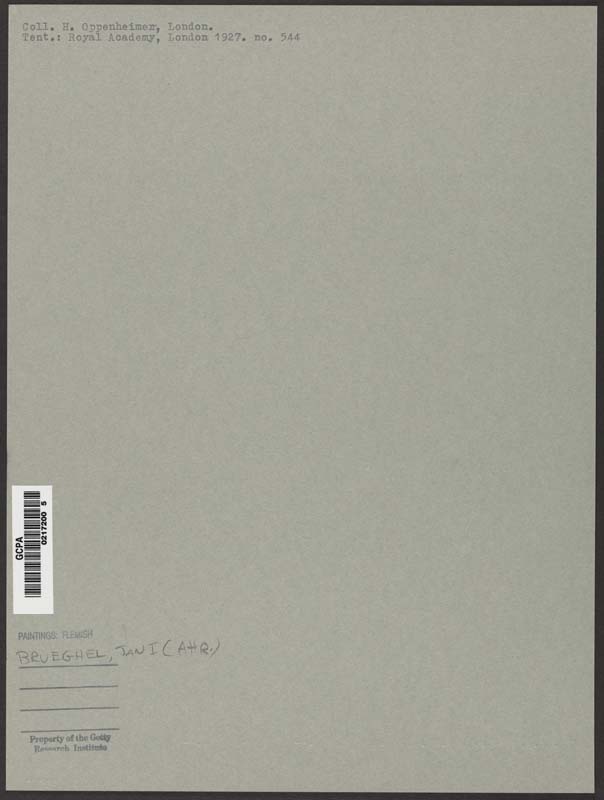 Coll. H. Oppenheimer, London.
Tent.: Royal Academy, London 1927. no. 544
GCPA
0217200 5
PAINTINGS: FLEMISH
BRUEGHEL, JAN I (AHR.)
Property of the Getty
Research Institute